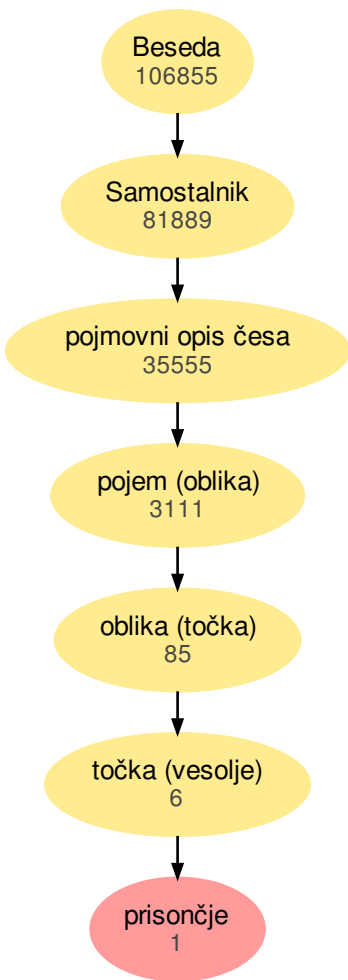 Beseda
106855
Samostalnik
81889
pojmovni opis česa
35555
pojem (oblika)
3111
oblika (točka)
85
točka (vesolje)
6
prisončje
1